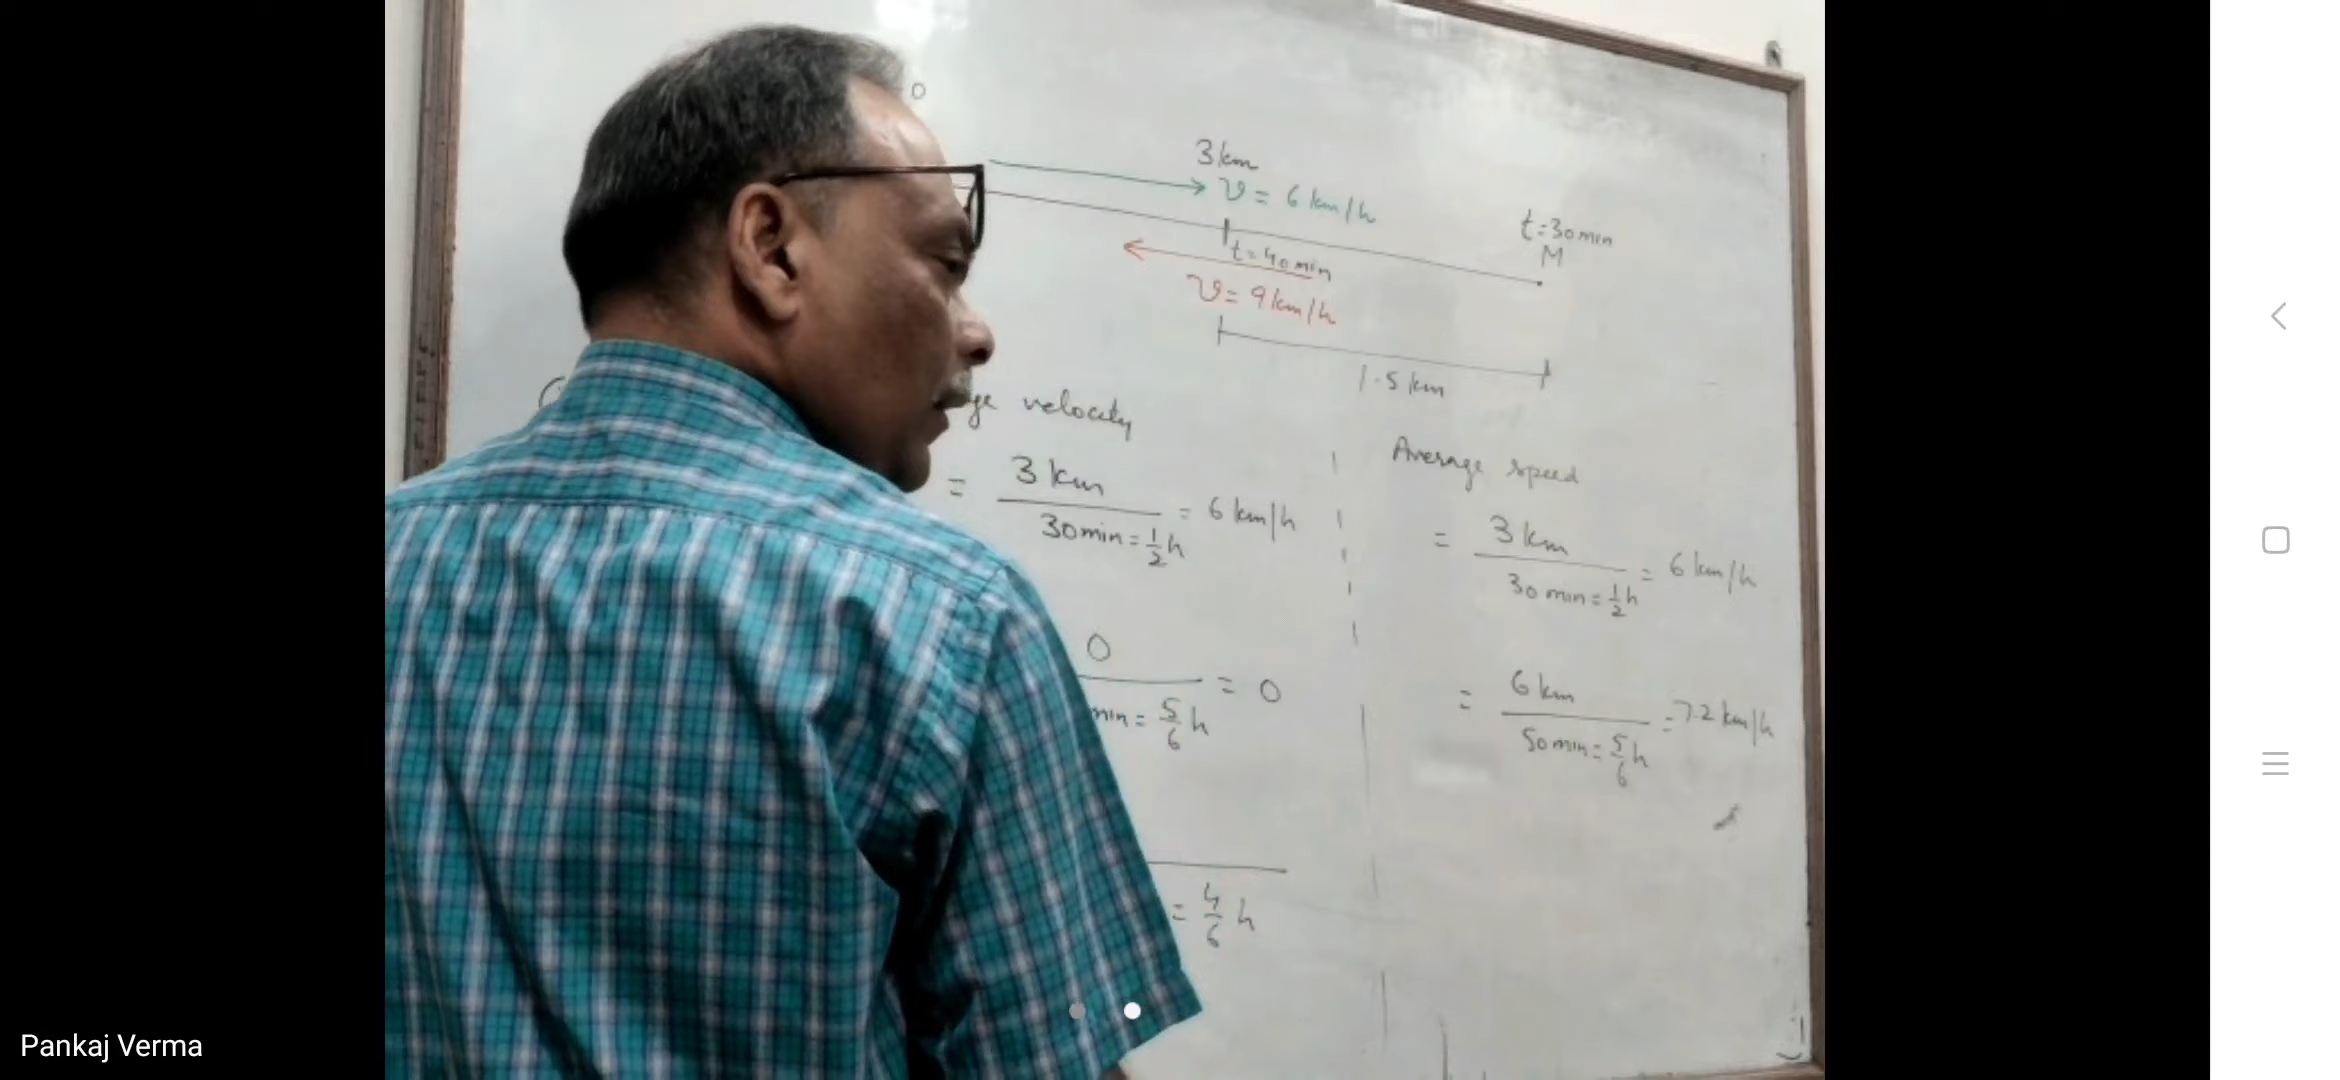 0
3 km
v = 6 km/h
t = 30 min
M
t = 40 min
v = 9 km/h
1.5 km
velocity
= 3 km / 30 min = 1/2 h = 6 km/h
0 / min = 5/6 h = 0
= 4/6 h
Average speed
= 3 km / 30 min = 1/2 h = 6 km/h
= 6 km / 50 min = 5/6 h = 7.2 km/h
Pankaj Verma